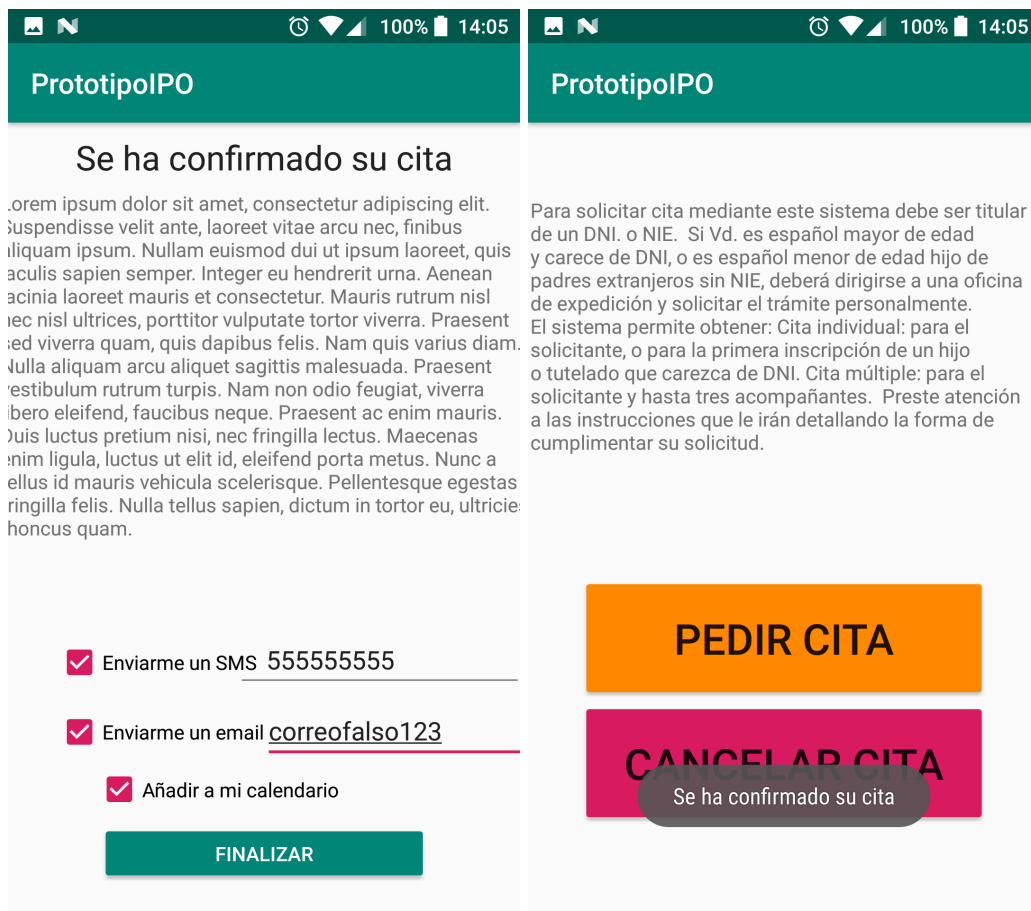 100% 14:05
PrototipoIPO
Se ha confirmado su cita
Lorem ipsum dolor sit amet, consectetur adipiscing elit.
Suspendisse velit ante, laoreet vitae arcu nec, finibus
aliquam ipsum. Nullam euismod dui ut ipsum laoreet, quis
iaculis sapien semper. Integer eu hendrerit urna. Aenean
lacinia laoreet mauris et consectetur. Mauris rutrum nisl
nec nisl ultrices, porttitor vulputate tortor viverra. Praesent
sed viverra quam, quis dapibus felis. Nam quis varius diam.
Nulla aliquam arcu aliquet sagittis malesuada. Praesent
vestibulum rutrum turpis. Nam non odio feugiat, viverra
libero eleifend, faucibus neque. Praesent ac enim mauris.
Duis luctus pretium nisi, nec fringilla lectus. Maecenas
enim ligula, luctus ut elit id, eleifend porta metus. Nunc a
tellus id mauris vehicula scelerisque. Pellentesque egestas
fringilla felis. Nulla tellus sapien, dictum in tortor eu, ultricies
rhoncus quam.
Enviarme un SMS 555555555
Enviarme un email correofalso123
Añadir a mi calendario
FINALIZAR
100% 14:05
PrototipoIPO
Para solicitar cita mediante este sistema debe ser titular
de un DNI. o NIE.  Si Vd. es español mayor de edad
y carece de DNI, o es español menor de edad hijo de
padres extranjeros sin NIE, deberá dirigirse a una oficina
de expedición y solicitar el trámite personalmente.
El sistema permite obtener: Cita individual: para el
solicitante, o para la primera inscripción de un hijo
o tutelado que carezca de DNI. Cita múltiple: para el
solicitante y hasta tres acompañantes.  Preste atención
a las instrucciones que le irán detallando la forma de
cumplimentar su solicitud.
PEDIR CITA
CANCELAR CITA
Se ha confirmado su cita